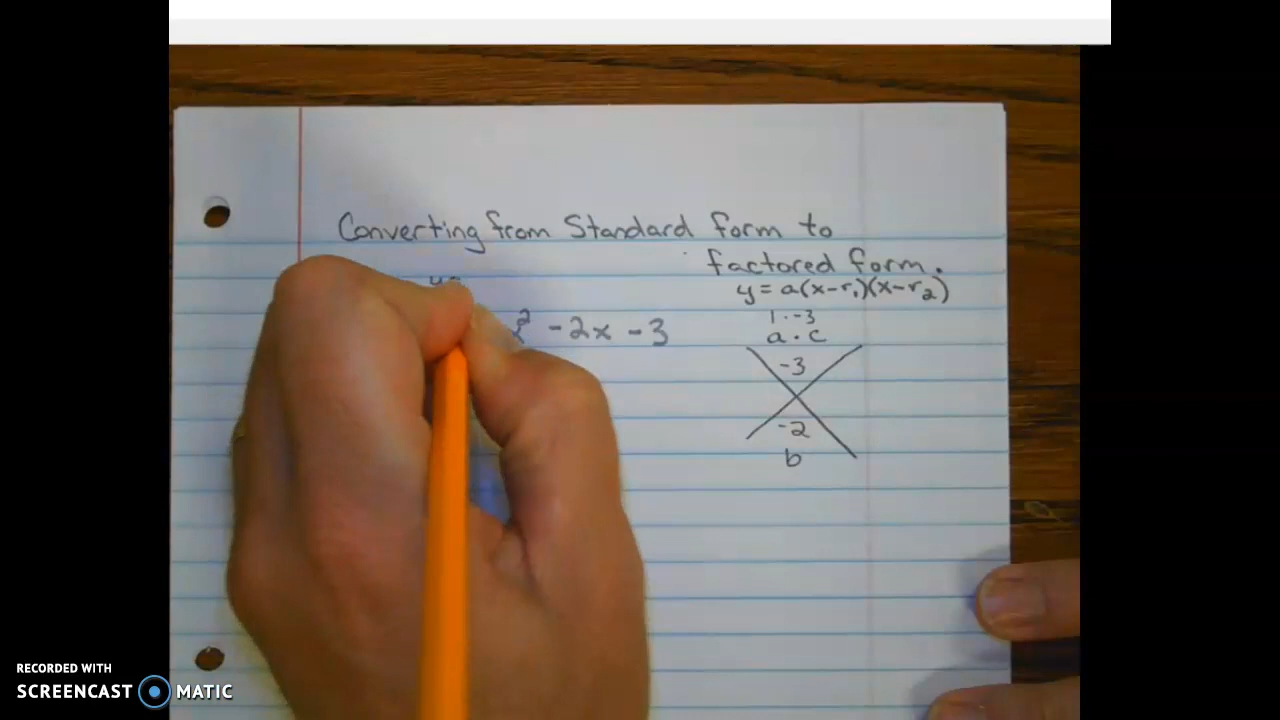 Converting from Standard form to
factored form.
y = a(x-r₁)(x-r₂)
y=
x² - 2x - 3
1 · -3
a · c
-3
-2
b
RECORDED WITH
SCREENCAST MATIC